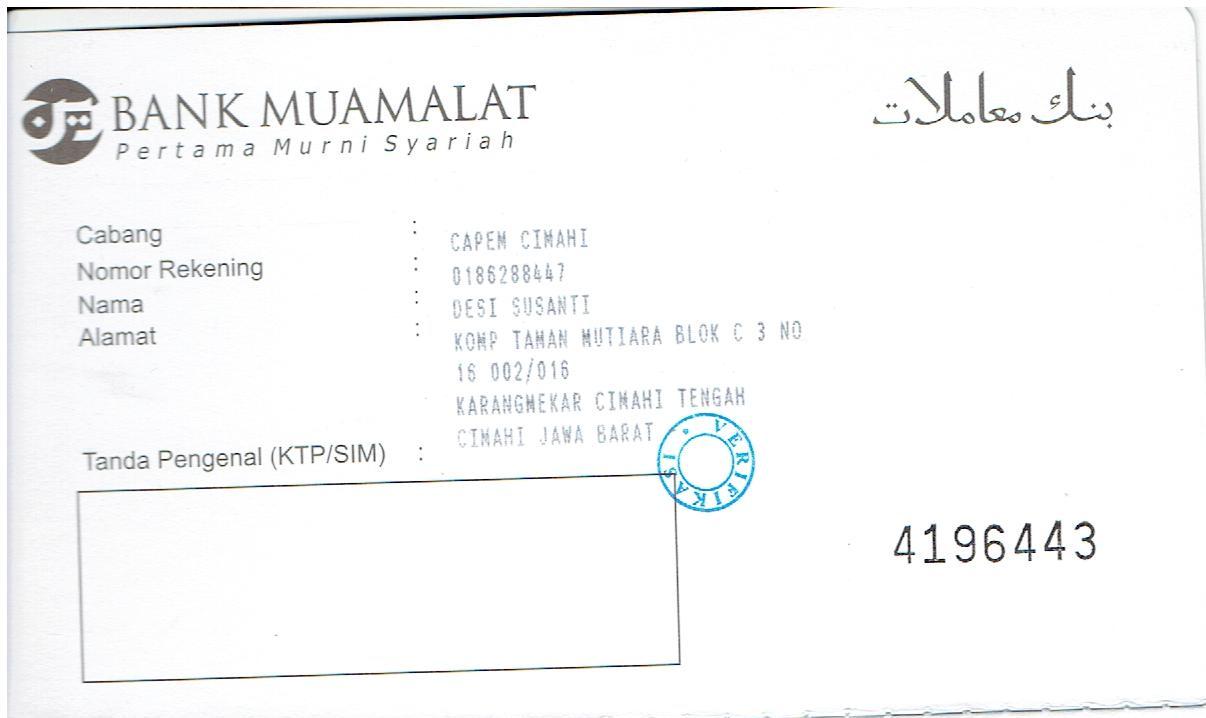 BANK MUAMALAT
Pertama Murni Syariah
بنك معاملات
Cabang : CAPEM CIMAHI
Nomor Rekening : 0186288447
Nama : DESI SUSANTI
Alamat : KOMP TAMAN MUTIARA BLOK C 3 NO
16 002/016
KARANGMEKAR CIMAHI TENGAH
CIMAHI JAWA BARAT
Tanda Pengenal (KTP/SIM) :
VERIFIKASI
4196443